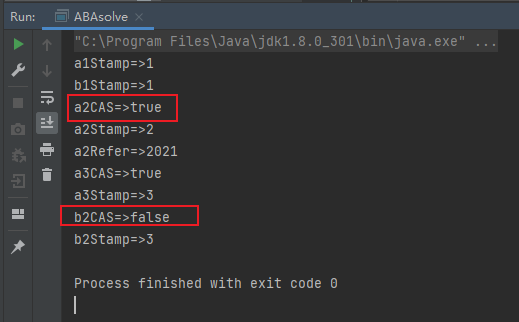 Run: ABAsolve ×
"C:\Program Files\Java\jdk1.8.0_301\bin\java.exe" ...
a1Stamp=>1
b1Stamp=>1
a2CAS=>true
a2Stamp=>2
a2Refer=>2021
a3CAS=>true
a3Stamp=>3
b2CAS=>false
b2Stamp=>3
Process finished with exit code 0